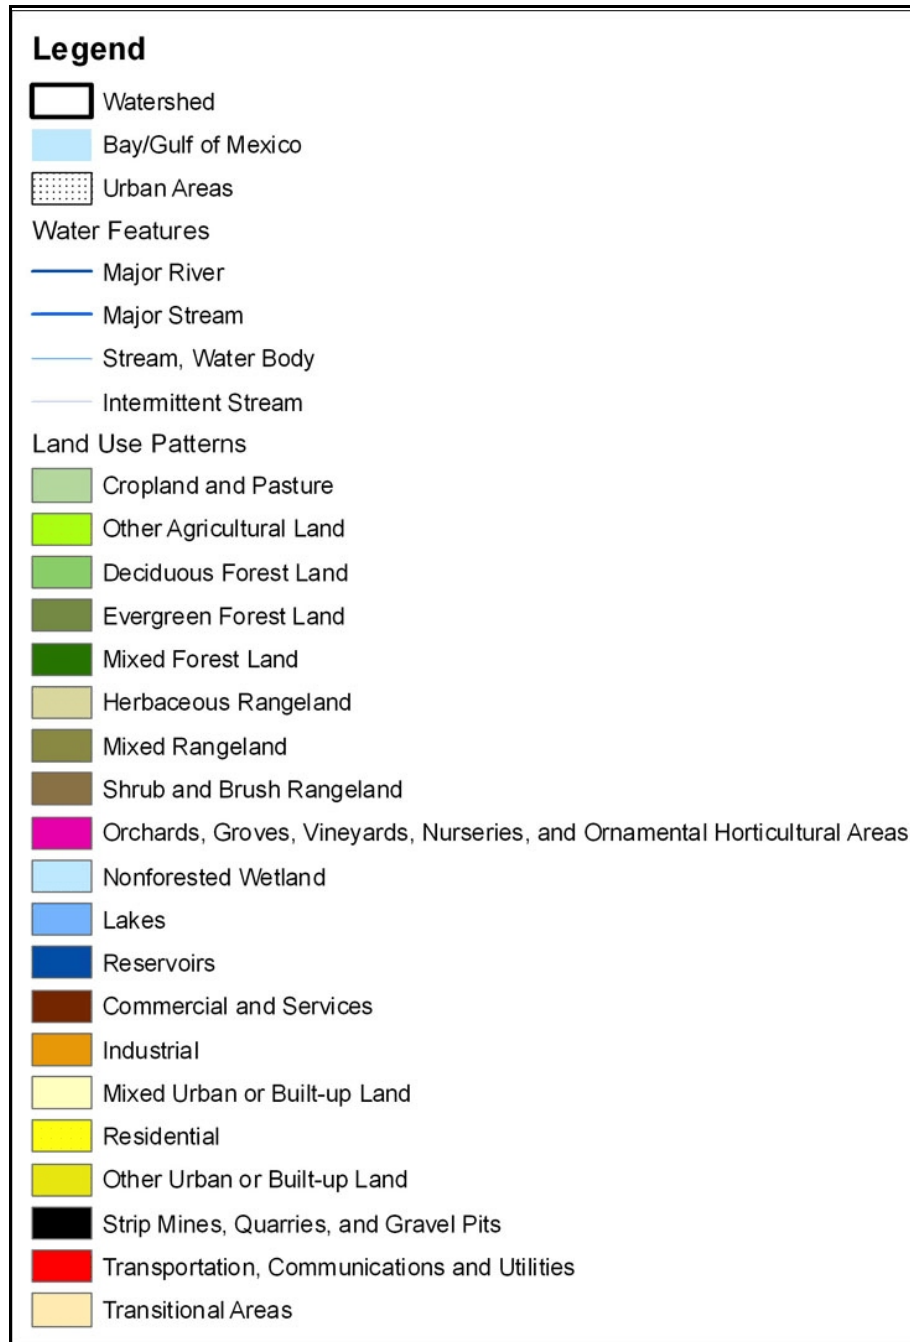 Legend
Watershed
Bay/Gulf of Mexico
Urban Areas
Water Features
Major River
Major Stream
Stream, Water Body
Intermittent Stream
Land Use Patterns
Cropland and Pasture
Other Agricultural Land
Deciduous Forest Land
Evergreen Forest Land
Mixed Forest Land
Herbaceous Rangeland
Mixed Rangeland
Shrub and Brush Rangeland
Orchards, Groves, Vineyards, Nurseries, and Ornamental Horticultural Areas
Nonforested Wetland
Lakes
Reservoirs
Commercial and Services
Industrial
Mixed Urban or Built-up Land
Residential
Other Urban or Built-up Land
Strip Mines, Quarries, and Gravel Pits
Transportation, Communications and Utilities
Transitional Areas